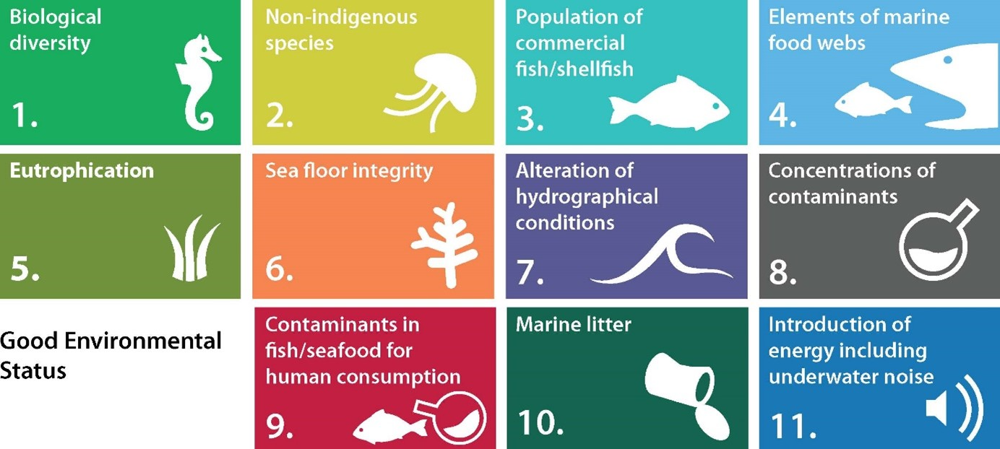 Biological
diversity
1.
Non-indigenous
species
2.
Population of
commercial
fish/shellfish
3.
Elements of marine
food webs
4.
Eutrophication
5.
Sea floor integrity
6.
Alteration of
hydrographical
conditions
7.
Concentrations of
contaminants
8.
Good Environmental
Status
Contaminants in
fish/seafood for
human consumption
9.
Marine litter
10.
Introduction of
energy including
underwater noise
11.